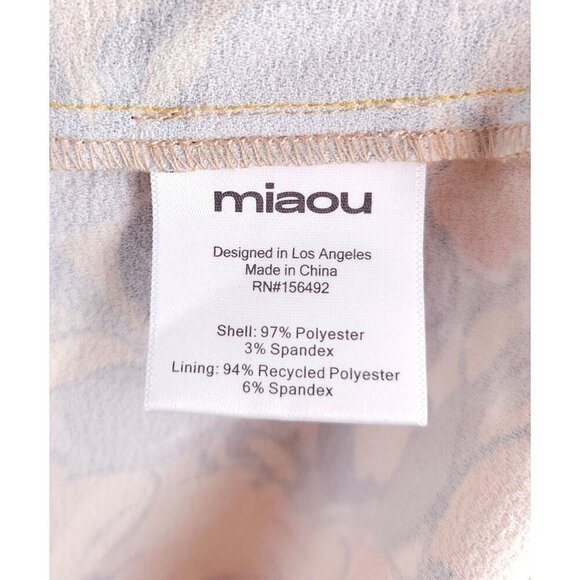 miaou
Designed in Los Angeles
Made in China
RN#156492
Shell: 97% Polyester
3% Spandex
Lining: 94% Recycled Polyester
6% Spandex